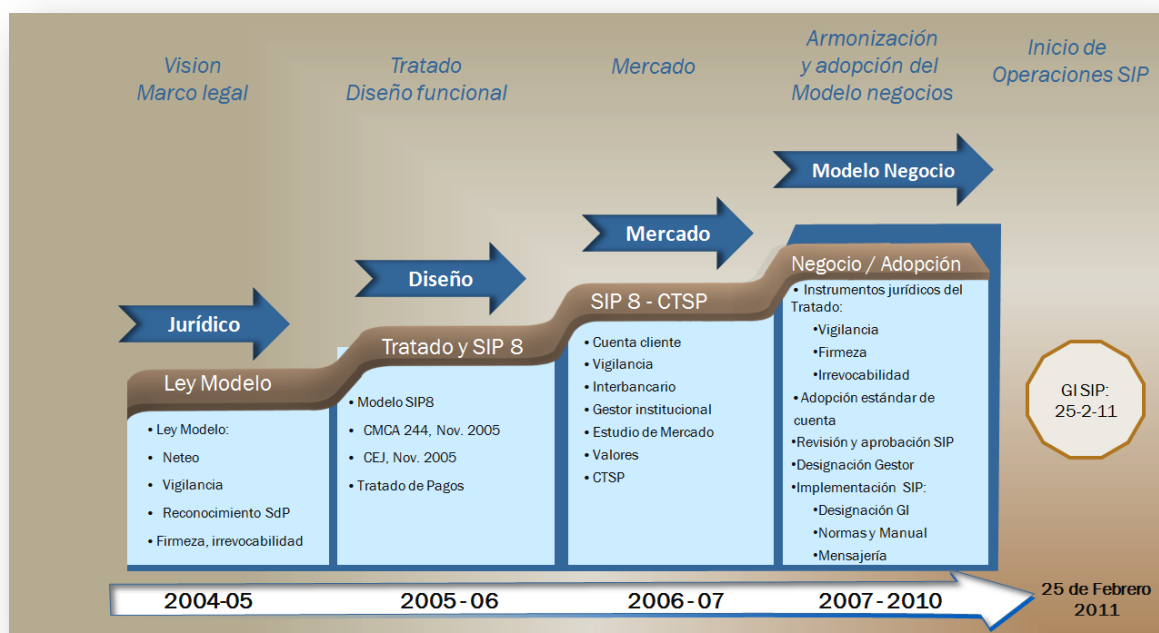 Vision
Marco legal
Tratado
Diseño funcional
Mercado
Armonización
y adopción del
Modelo negocios
Inicio de
Operaciones SIP
Jurídico
Diseño
Mercado
Modelo Negocio
Ley Modelo
• Ley Modelo:
• Neteo
• Vigilancia
• Reconocimiento SdP
• Firmeza, irrevocabilidad
Tratado y SIP 8
• Modelo SIP8
• CMCA 244, Nov. 2005
• CEJ, Nov. 2005
• Tratado de Pagos
SIP 8 - CTSP
• Cuenta cliente
• Vigilancia
• Interbancario
• Gestor institucional
• Estudio de Mercado
• Valores
• CTSP
Negocio / Adopción
• Instrumentos jurídicos del
Tratado:
•Vigilancia
•Firmeza
•Irrevocabilidad
• Adopción estándar de
cuenta
•Revisión y aprobación SIP
•Designación Gestor
•Implementación SIP:
•Designación GI
•Normas y Manual
•Mensajería
GI SIP:
25-2-11
2004-05
2005-06
2006-07
2007-2010
25 de Febrero
2011